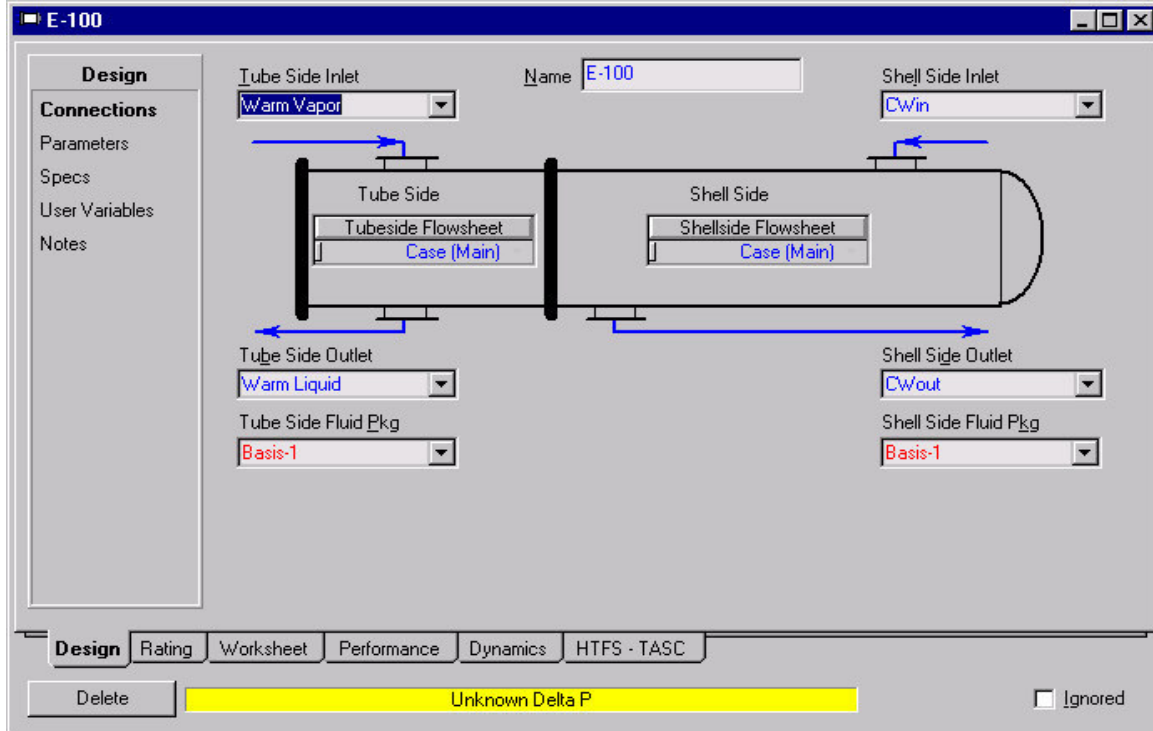 E-100
Design
Connections
Parameters
Specs
User Variables
Notes
Tube Side Inlet
Warm Vapor
Name E-100
Shell Side Inlet
CWin
Tube Side
Tubeside Flowsheet
Case (Main)
Shell Side
Shellside Flowsheet
Case (Main)
Tube Side Outlet
Warm Liquid
Tube Side Fluid Pkg
Basis-1
Shell Side Outlet
CWout
Shell Side Fluid Pkg
Basis-1
Design Rating Worksheet Performance Dynamics HTFS - TASC
Delete Unknown Delta P Ignored